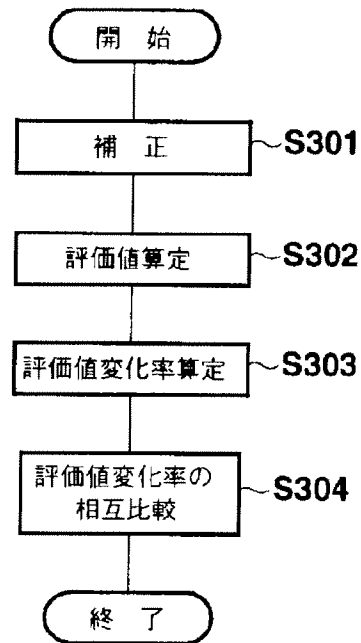 開 始
補 正
S301
評価値算定
S302
評価値変化率算定
S303
評価値変化率の
相互比較
S304
終 了